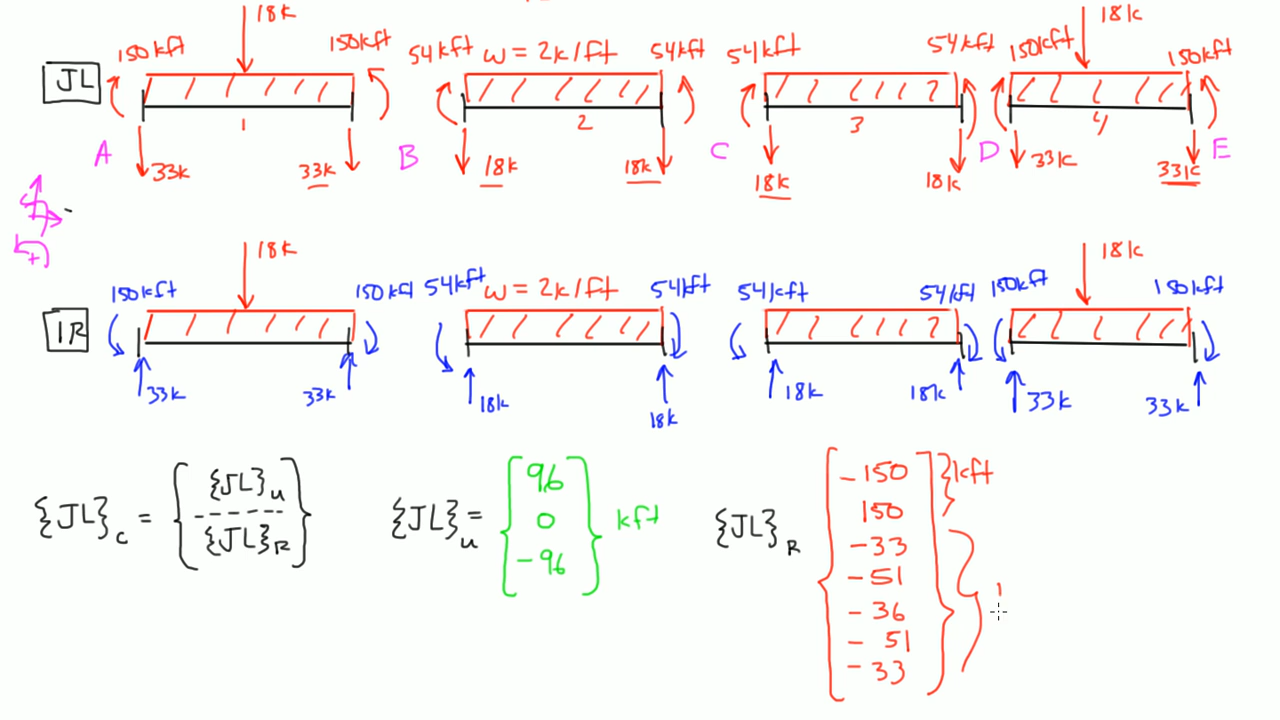 18k 18k
150kft 150kft 54kft w = 2k/ft 54kft 54kft 54kft 150kft 150kft
JL
1 2 3 4
A B C D E
33k 33k 18k 18k 18k 18k 33k 33k
+
18k 18k
150kft 150kft 54kft w = 2k/ft 54kft 54kft 54kft 150kft 150kft
IR
33k 33k 18k 18k 18k 18k 33k 33k
{JL}c = { {JL}u / {JL}R }
{JL}u = { 96 0 -96 } kft
{JL}R { -150 150 -33 -51 -36 -51 -33 } kft